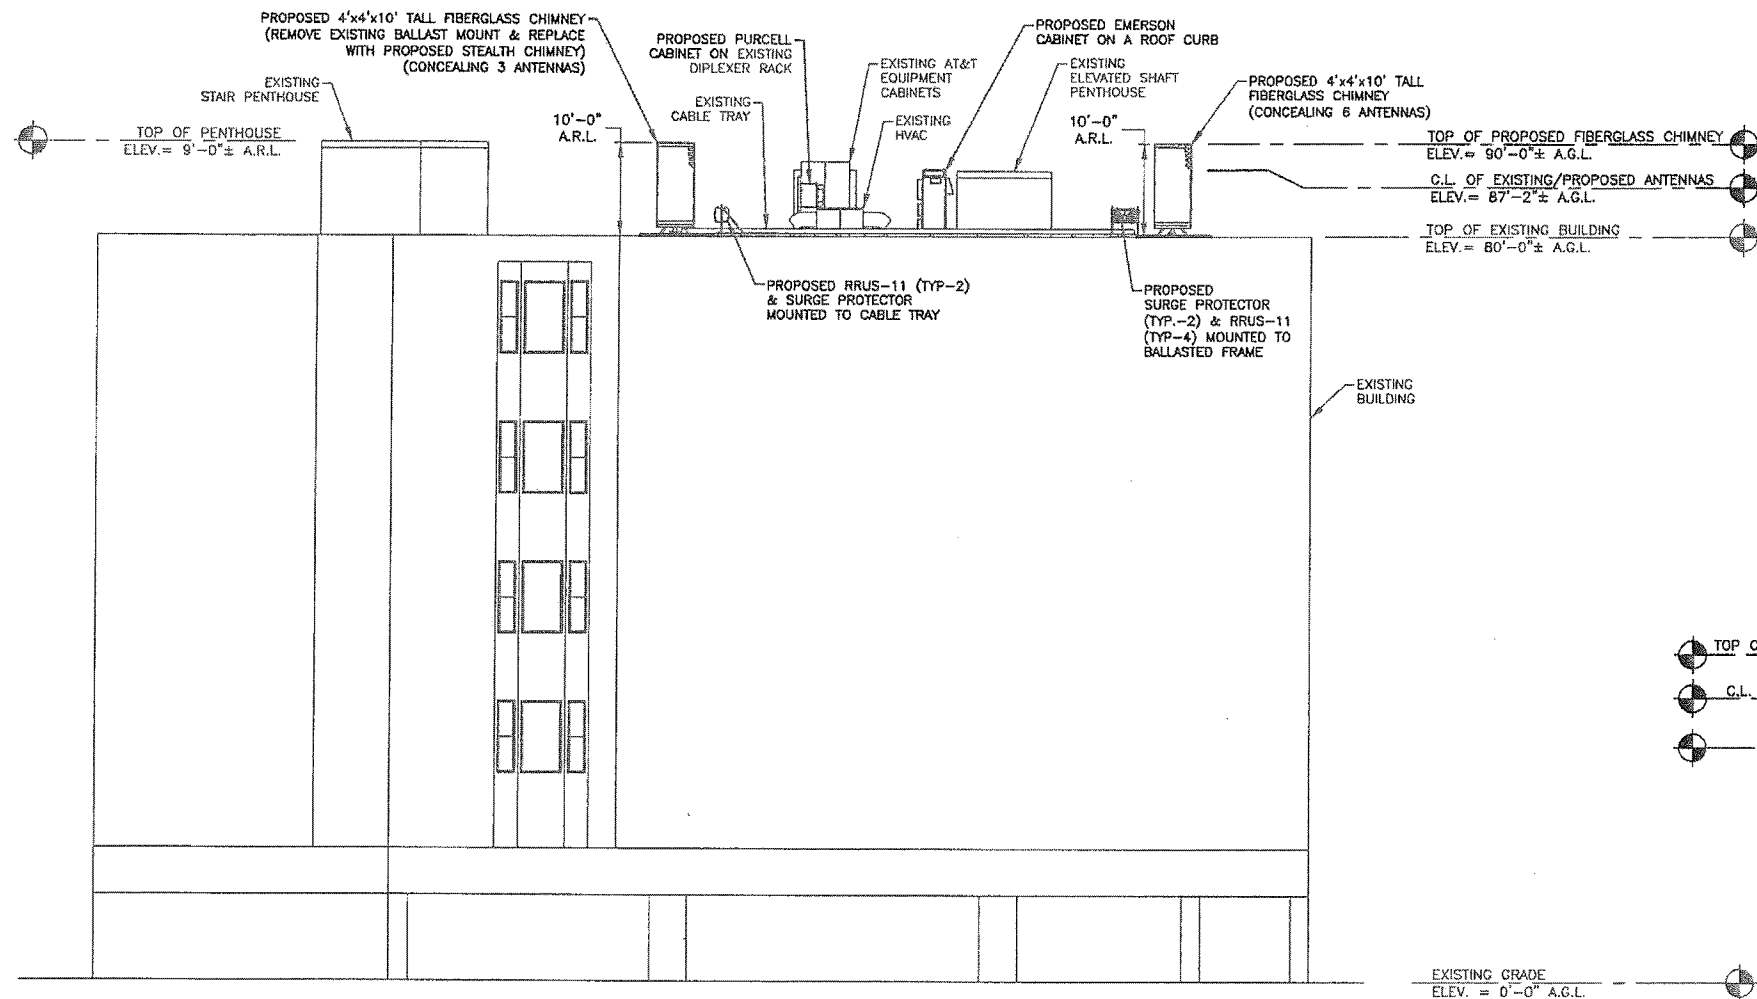 PROPOSED 4'x4'x10' TALL FIBERGLASS CHIMNEY
(REMOVE EXISTING BALLAST MOUNT & REPLACE
WITH PROPOSED STEALTH CHIMNEY)
(CONCEALING 3 ANTENNAS)
EXISTING
STAIR PENTHOUSE
TOP OF PENTHOUSE
ELEV.= 9'-0"± A.R.L.
10'-0"
A.R.L.
PROPOSED PURCELL
CABINET ON EXISTING
DIPLEXER RACK
EXISTING
CABLE TRAY
EXISTING AT&T
EQUIPMENT
CABINETS
EXISTING
HVAC
PROPOSED EMERSON
CABINET ON A ROOF CURB
EXISTING
ELEVATED SHAFT
PENTHOUSE
10'-0"
A.R.L.
PROPOSED 4'x4'x10' TALL
FIBERGLASS CHIMNEY
(CONCEALING 6 ANTENNAS)
TOP OF PROPOSED FIBERGLASS CHIMNEY
ELEV.= 90'-0"± A.G.L.
C.L. OF EXISTING/PROPOSED ANTENNAS
ELEV.= 87'-2"± A.G.L.
TOP OF EXISTING BUILDING
ELEV.= 80'-0"± A.G.L.
PROPOSED RRUS-11 (TYP-2)
& SURGE PROTECTOR
MOUNTED TO CABLE TRAY
PROPOSED
SURGE PROTECTOR
(TYP.-2) & RRUS-11
(TYP-4) MOUNTED TO
BALLASTED FRAME
EXISTING
BUILDING
TOP O
C.L.
EXISTING GRADE
ELEV. = 0'-0" A.G.L.